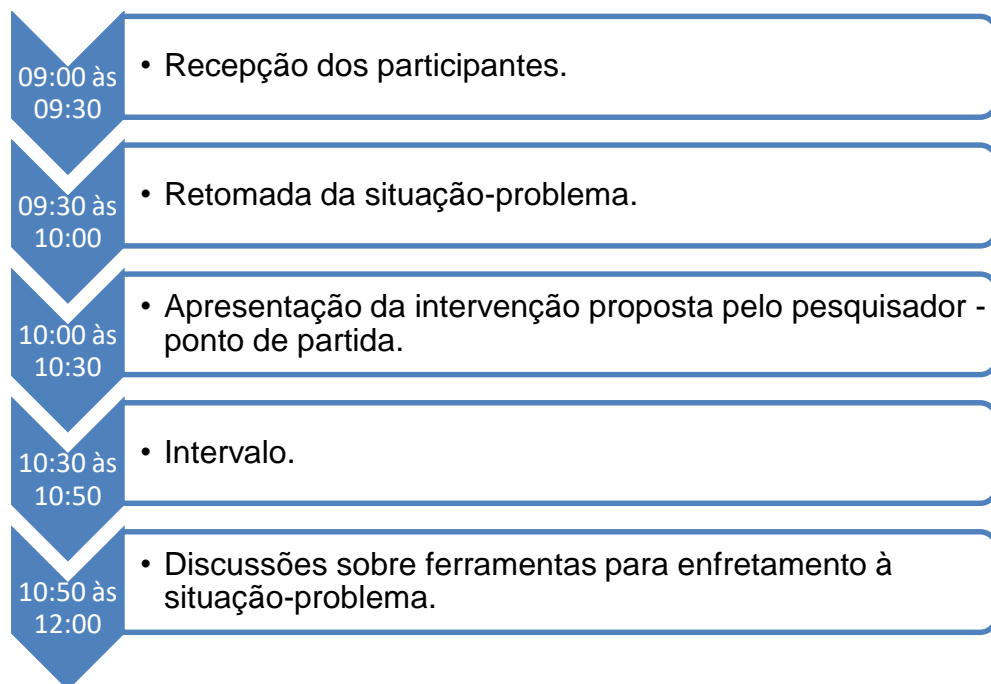 09:00 às
09:30
• Recepção dos participantes.
09:30 às
10:00
• Retomada da situação-problema.
10:00 às
10:30
• Apresentação da intervenção proposta pelo pesquisador -
ponto de partida.
10:30 às
10:50
• Intervalo.
10:50 às
12:00
• Discussões sobre ferramentas para enfretamento à
situação-problema.